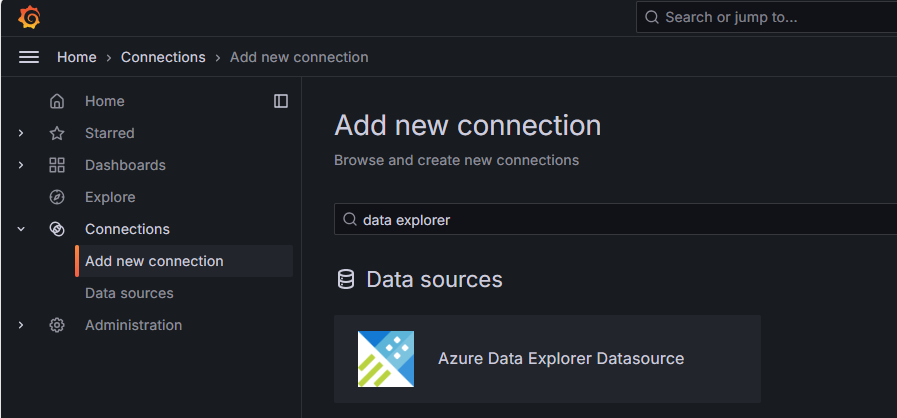 Search or jump to...
Home › Connections › Add new connection
Home
Starred
Dashboards
Explore
Connections
Add new connection
Data sources
Administration
Add new connection
Browse and create new connections
data explorer
Data sources
Azure Data Explorer Datasource